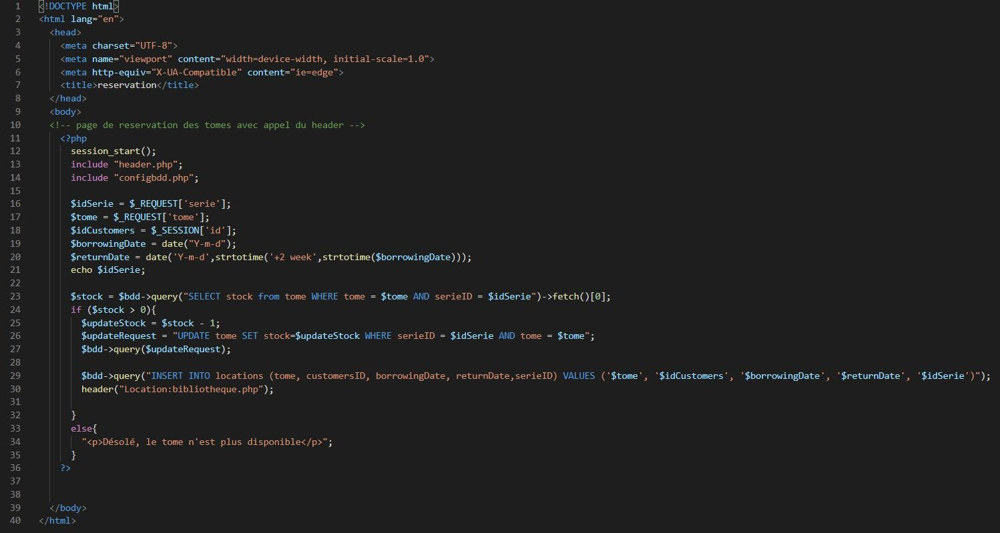 1 <!DOCTYPE html>
2 <html lang="en">
3 <head>
4 <meta charset="UTF-8">
5 <meta name="viewport" content="width=device-width, initial-scale=1.0">
6 <meta http-equiv="X-UA-Compatible" content="ie=edge">
7 <title>reservation</title>
8 </head>
9 <body>
10 <!-- page de reservation des tomes avec appel du header -->
11 <?php
12 session_start();
13 include "header.php";
14 include "configbdd.php";
15
16 $idSerie = $_REQUEST['serie'];
17 $tome = $_REQUEST['tome'];
18 $idCustomers = $_SESSION['id'];
19 $borrowingDate = date("Y-m-d");
20 $returnDate = date('Y-m-d',strtotime('+2 week',strtotime($borrowingDate)));
21 echo $idSerie;
22
23 $stock = $bdd->query("SELECT stock from tome WHERE tome = $tome AND serieID = $idSerie")->fetch()[0];
24 if ($stock > 0){
25 $updateStock = $stock - 1;
26 $updateRequest = "UPDATE tome SET stock=$updateStock WHERE serieID = $idSerie AND tome = $tome";
27 $bdd->query($updateRequest);
28
29 $bdd->query("INSERT INTO locations (tome, customersID, borrowingDate, returnDate,serieID) VALUES ('$tome', '$idCustomers', '$borrowingDate', '$returnDate', '$idSerie')");
30 header("Location:bibliotheque.php");
31
32 }
33 else{
34 "<p>Désolé, le tome n'est plus disponible</p>";
35 }
36 ?>
37
38
39 </body>
40 </html>